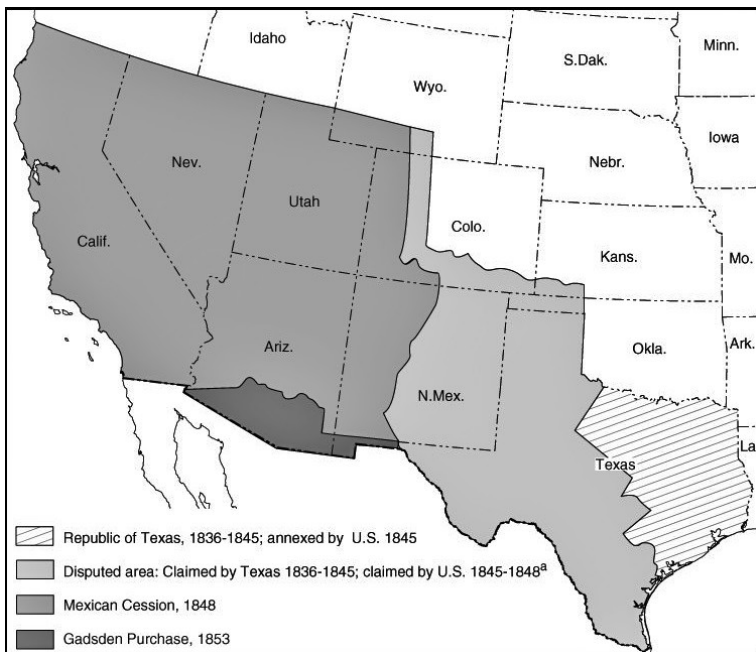 Idaho
Minn.
S.Dak.
Wyo.
Iowa
Nev.
Nebr.
Utah
Colo.
Calif.
Kans.
Mo.
Ariz.
Okla.
Ark.
N.Mex.
La
Texas
Republic of Texas, 1836-1845; annexed by U.S. 1845
Disputed area: Claimed by Texas 1836-1845; claimed by U.S. 1845-1848ª
Mexican Cession, 1848
Gadsden Purchase, 1853